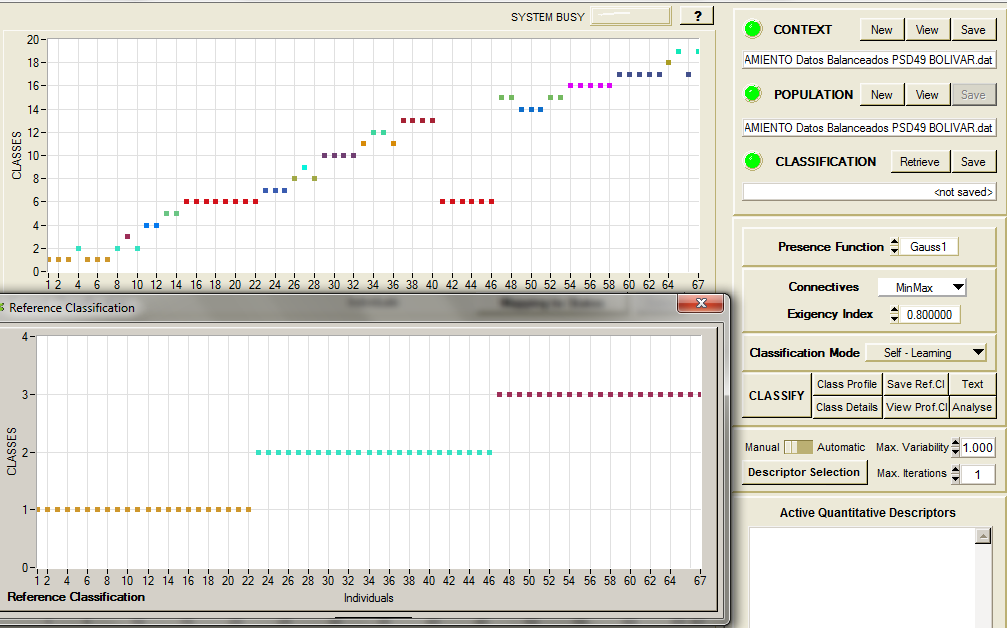 SYSTEM BUSY ?
20
18
16
14
12
10
8
6
4
2
0
CLASSES
1 2 4 6 8 10 12 14 16 18 20 22 24 26 28 30 32 34 36 38 40 42 44 46 48 50 52 54 56 58 60 62 64 67
Reference Classification X
4
3
2
1
0
CLASSES
1 2 4 6 8 10 12 14 16 18 20 22 24 26 28 30 32 34 36 38 40 42 44 46 48 50 52 54 56 58 60 62 64 67
Reference Classification Individuals
CONTEXT New View Save
AMIENTO Datos Balanceados PSD49 BOLIVAR.dat
POPULATION New View Save
AMIENTO Datos Balanceados PSD49 BOLIVAR.dat
CLASSIFICATION Retrieve Save
<not saved>
Presence Function Gauss1
Connectives MinMax
Exigency Index 0.800000
Classification Mode Self - Learning
CLASSIFY
Class Profile Save Ref.Cl Text
Class Details View Prof.Cl Analyse
Manual Automatic Max. Variability 1.000
Descriptor Selection Max. Iterations 1
Active Quantitative Descriptors